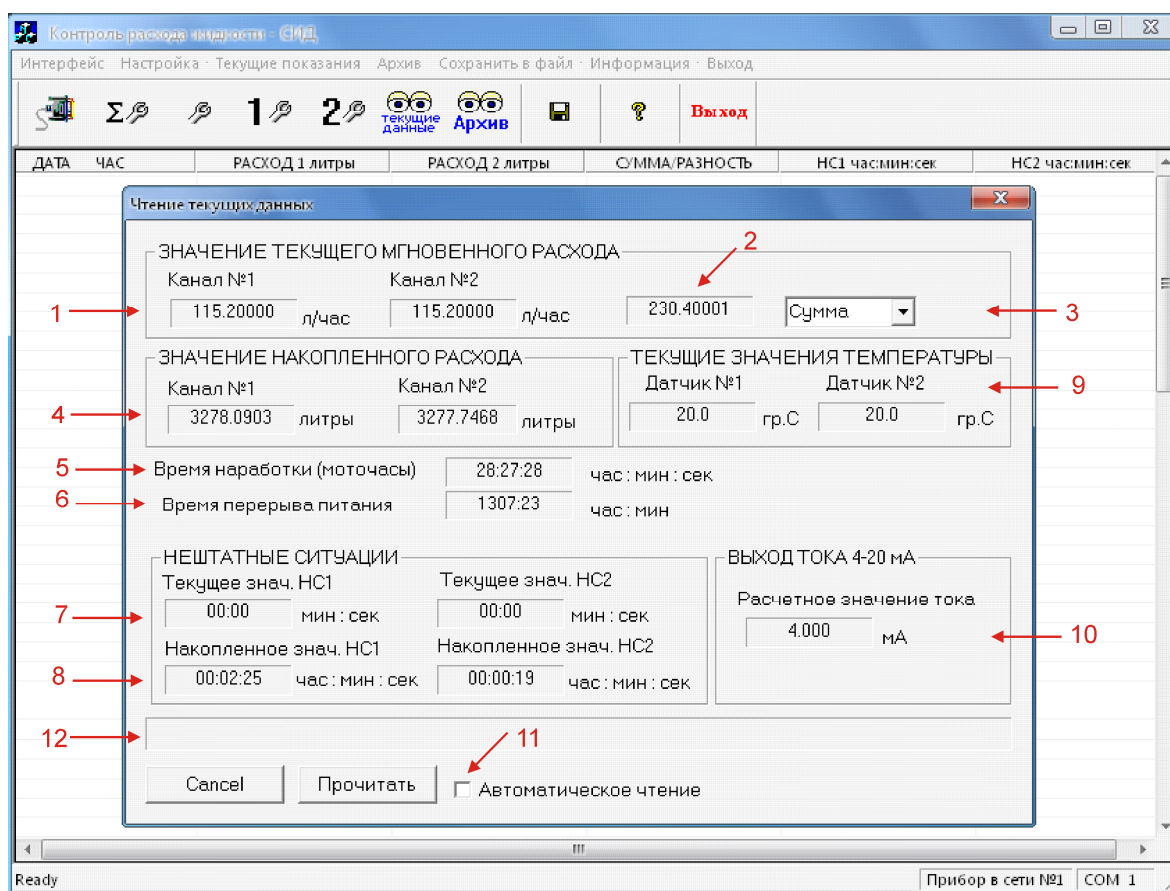 Контроль расхода жидкости - СИД
Интерфейс Настройка Текущие показания Архив Сохранить в файл Информация Выход
Σ 1 2 текущие данные Архив ? Выход
ДАТА ЧАС РАСХОД 1 литры РАСХОД 2 литры СУММА/РАЗНОСТЬ НС1 час:мин:сек НС2 час:мин:сек
Чтение текущих данных
ЗНАЧЕНИЕ ТЕКУЩЕГО МГНОВЕННОГО РАСХОДА 2
Канал №1 Канал №2
1 115.20000 л/час 115.20000 л/час 230.40001 Сумма 3
ЗНАЧЕНИЕ НАКОПЛЕННОГО РАСХОДА ТЕКУЩИЕ ЗНАЧЕНИЯ ТЕМПЕРАТУРЫ
Канал №1 Канал №2 Датчик №1 Датчик №2 9
4 3278.0903 литры 3277.7468 литры 20.0 гр.С 20.0 гр.С
5 Время наработки (моточасы) 28:27:28 час : мин : сек
6 Время перерыва питания 1307:23 час : мин
НЕШТАТНЫЕ СИТУАЦИИ ВЫХОД ТОКА 4-20 мА
Текущее знач. НС1 Текущее знач. НС2
Расчетное значение тока
7 00:00 мин : сек 00:00 мин : сек 4.000 мА 10
Накопленное знач. НС1 Накопленное знач. НС2
8 00:02:25 час : мин : сек 00:00:19 час : мин : сек
12 11
Cancel Прочитать Автоматическое чтение
Ready Прибор в сети №1 COM 1